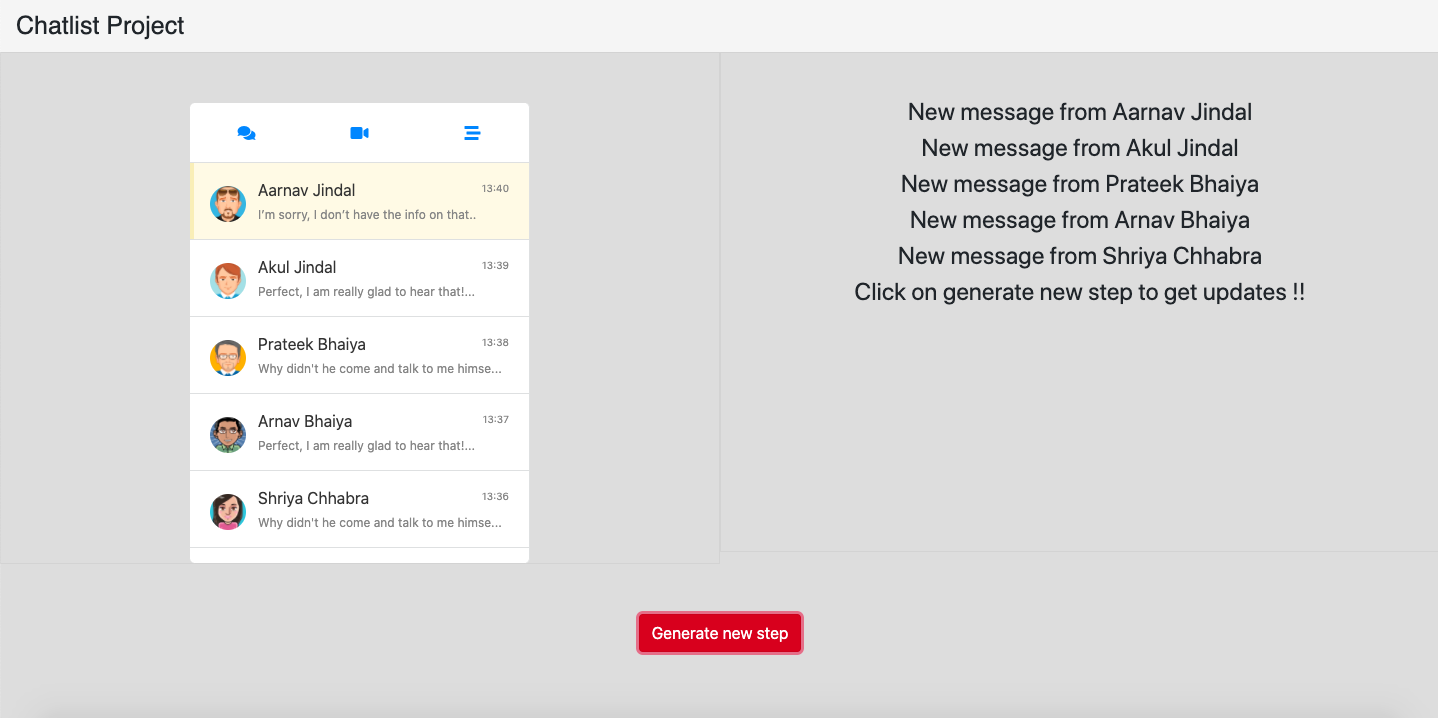 Chatlist Project
Aarnav Jindal 13:40
I’m sorry, I don’t have the info on that..
Akul Jindal 13:39
Perfect, I am really glad to hear that!...
Prateek Bhaiya 13:38
Why didn't he come and talk to me himse...
Arnav Bhaiya 13:37
Perfect, I am really glad to hear that!...
Shriya Chhabra 13:36
Why didn't he come and talk to me himse...
New message from Aarnav Jindal
New message from Akul Jindal
New message from Prateek Bhaiya
New message from Arnav Bhaiya
New message from Shriya Chhabra
Click on generate new step to get updates !!
Generate new step